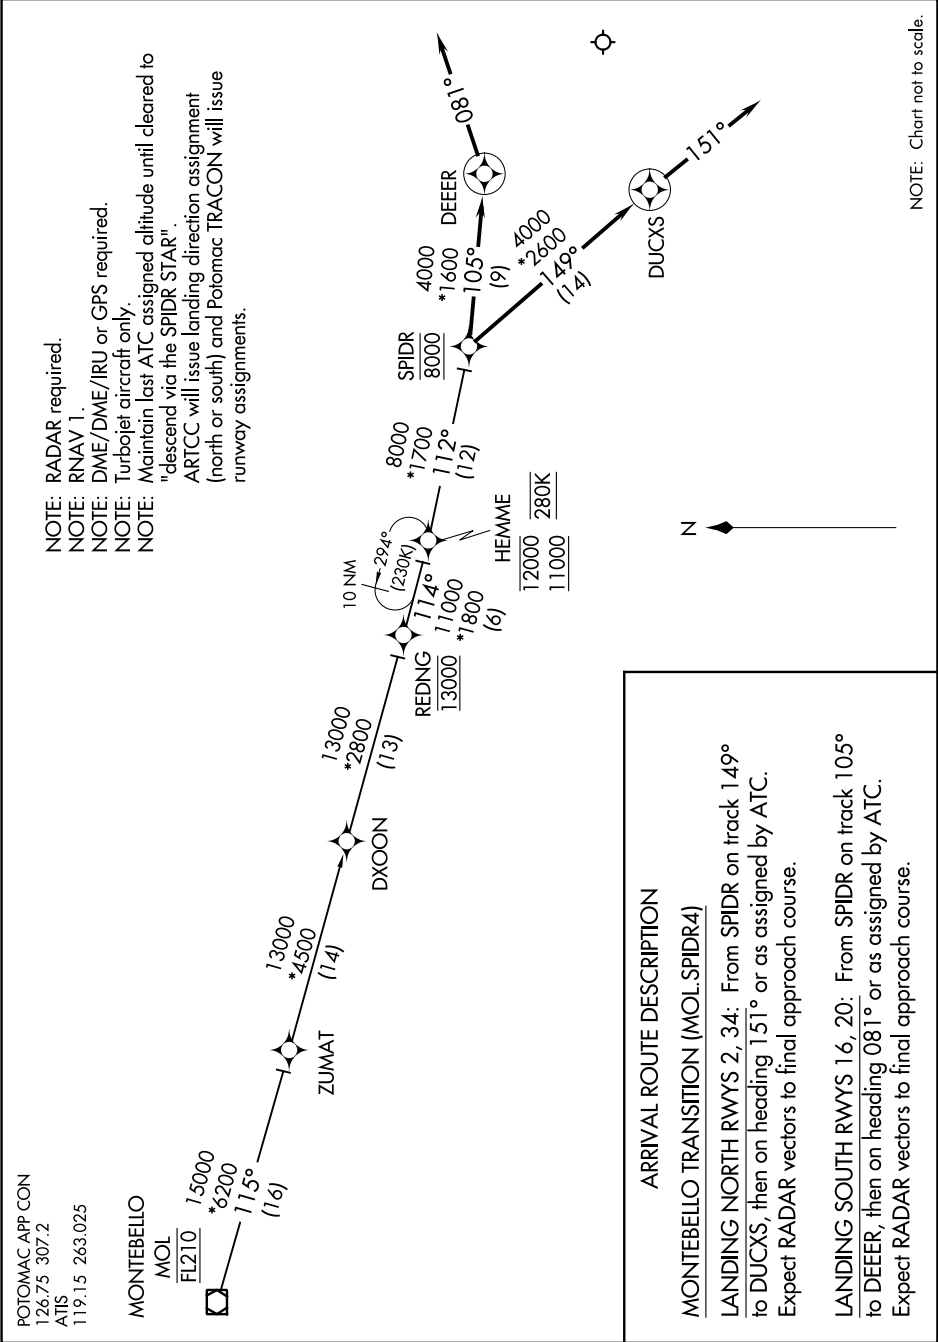 POTOMAC APP CON
126.75 307.2
ATIS
119.15 263.025
NOTE: RADAR required.
NOTE: RNAV 1.
NOTE: DME/DME/IRU or GPS required.
NOTE: Turbojet aircraft only.
NOTE: Maintain last ATC assigned altitude until cleared to
"descend via the SPIDR STAR".
ARTCC will issue landing direction assignment
(north or south) and Potomac TRACON will issue
runway assignments.
MONTEBELLO
MOL
FL210
15000
*6200
115°
(16)
ZUMAT
13000
*4500
(14)
DXOON
13000
*2800
(13)
REDNG
13000
10 NM
294°
(230K)
114°
11000
*1800
(6)
HEMME
12000 280K
11000
8000
*1700
112°
(12)
SPIDR
8000
4000
*1600
105°
(9)
DEEER
081°
4000
*2600
149°
(14)
DUCXS
151°
N
ARRIVAL ROUTE DESCRIPTION
MONTEBELLO TRANSITION (MOL.SPIDR4)
LANDING NORTH RWYS 2, 34: From SPIDR on track 149°
to DUCXS, then on heading 151° or as assigned by ATC.
Expect RADAR vectors to final approach course.
LANDING SOUTH RWYS 16, 20: From SPIDR on track 105°
to DEEER, then on heading 081° or as assigned by ATC.
Expect RADAR vectors to final approach course.
NOTE: Chart not to scale.